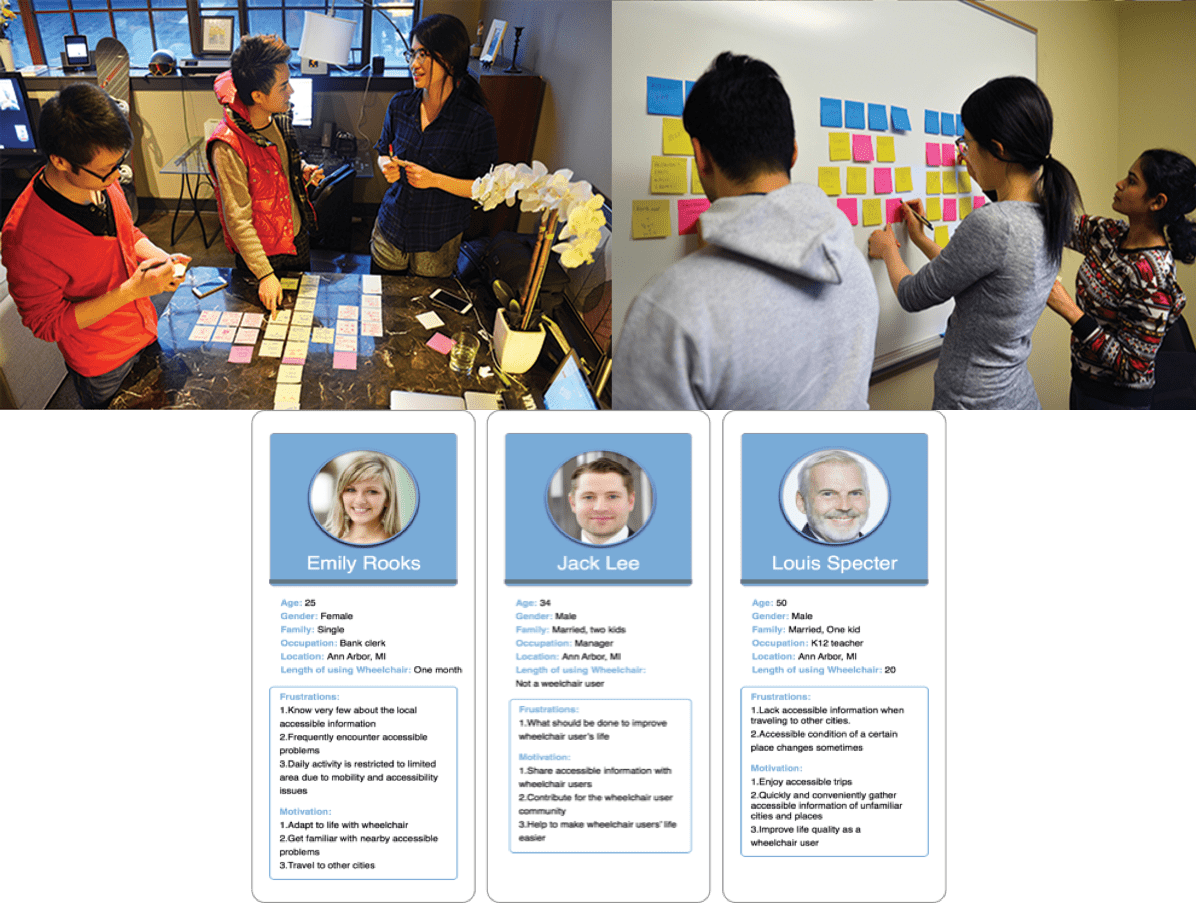 Emily Rooks
Age: 25
Gender: Female
Family: Single
Occupation: Bank clerk
Location: Ann Arbor, MI
Length of using Wheelchair: One month
Frustrations:
1.Know very few about the local
accessible information
2.Frequently encounter accessible
problems
3.Daily activity is restricted to limited
area due to mobility and accessibility
issues
Motivation:
1.Adapt to life with wheelchair
2.Get familiar with nearby accessible
problems
3.Travel to other cities
Jack Lee
Age: 34
Gender: Male
Family: Married, two kids
Occupation: Manager
Location: Ann Arbor, MI
Length of using Wheelchair:
Not a weelchair user
Frustrations:
1.What should be done to improve
wheelchair user's life
Motivation:
1.Share accessible information with
wheelchair users
2.Contribute for the wheelchair user
community
3.Help to make wheelchair users' life
easier
Louis Specter
Age: 50
Gender: Male
Family: Married, One kid
Occupation: K12 teacher
Location: Ann Arbor, MI
Length of using Wheelchair: 20
Frustrations:
1.Lack accessible information when
traveling to other cities.
2.Accessible condition of a certain
place changes sometimes
Motivation:
1.Enjoy accessible trips
2.Quickly and conveniently gather
accessible information of unfamiliar
cities and places
3.Improve life quality as a
wheelchair user